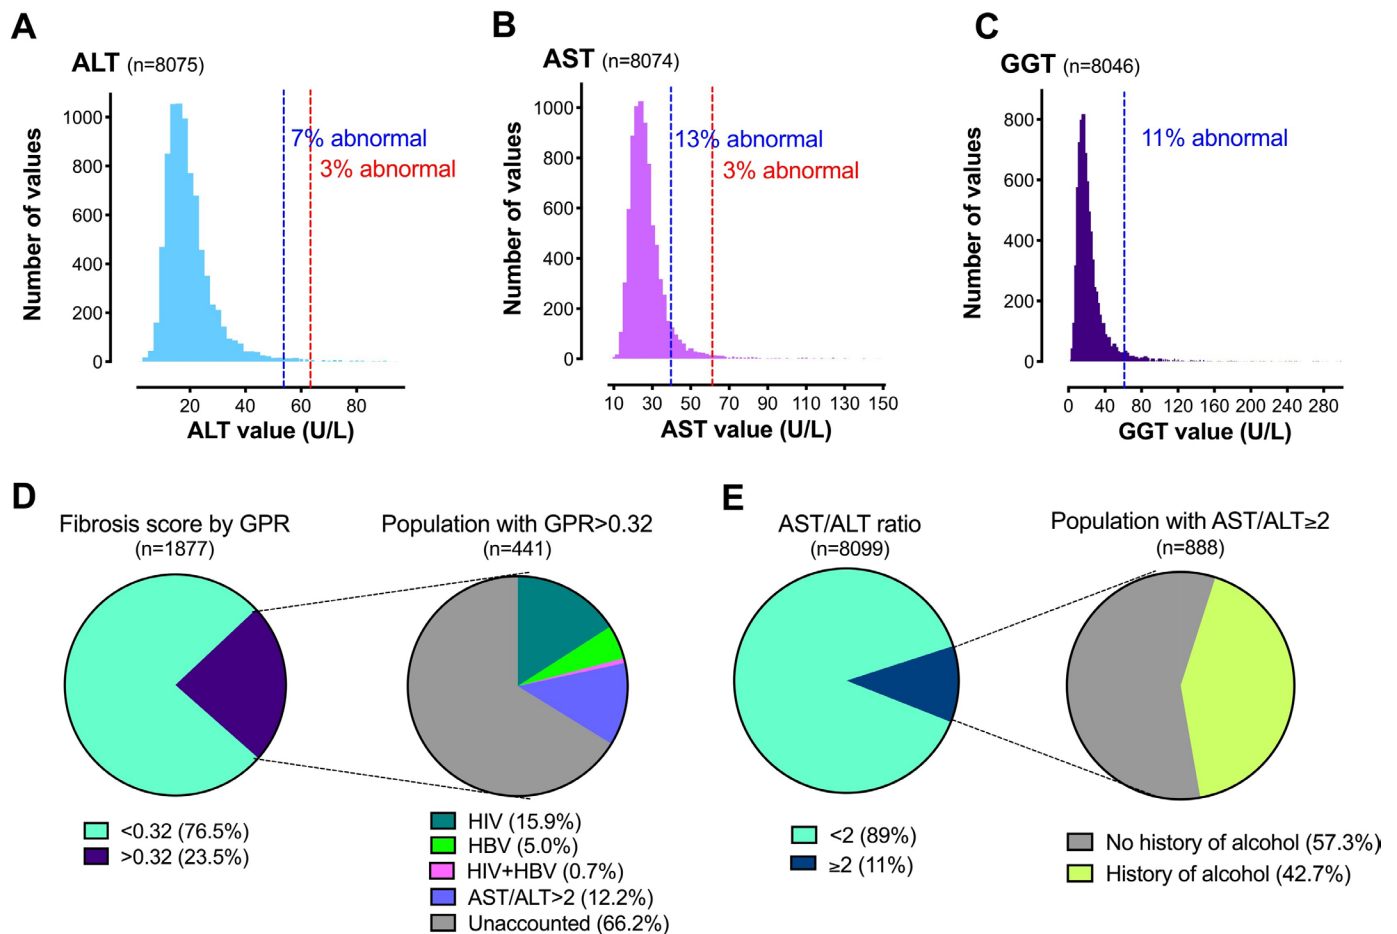 A
ALT (n=8075)
Number of values
1000
800
600
400
200
0
7% abnormal
3% abnormal
20 40 60 80
ALT value (U/L)
B
AST (n=8074)
Number of values
1000
800
600
400
200
0
13% abnormal
3% abnormal
10 30 50 70 90 110 130 150
AST value (U/L)
C
GGT (n=8046)
Number of values
800
600
400
200
0
11% abnormal
0 40 80 120 160 200 240 280
GGT value (U/L)
D
Fibrosis score by GPR
(n=1877)
<0.32 (76.5%)
>0.32 (23.5%)
Population with GPR>0.32
(n=441)
HIV (15.9%)
HBV (5.0%)
HIV+HBV (0.7%)
AST/ALT>2 (12.2%)
Unaccounted (66.2%)
E
AST/ALT ratio
(n=8099)
<2 (89%)
≥2 (11%)
Population with AST/ALT≥2
(n=888)
No history of alcohol (57.3%)
History of alcohol (42.7%)